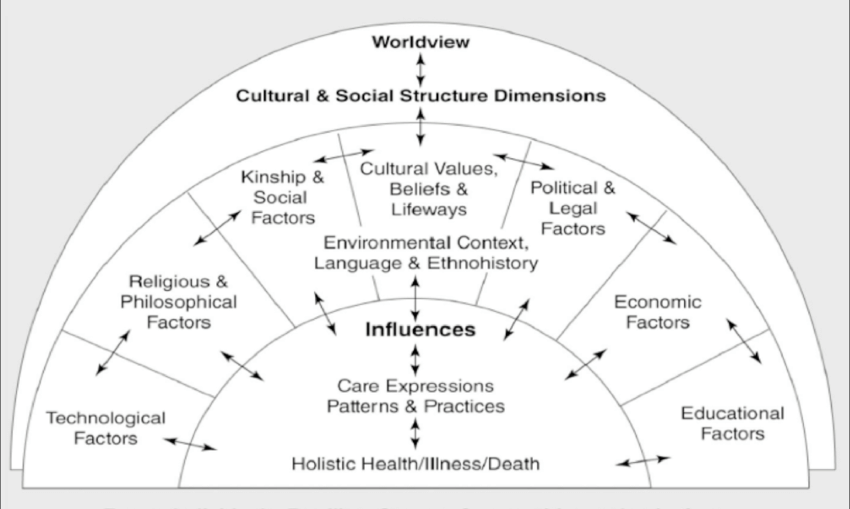 Worldview
Cultural & Social Structure Dimensions
Kinship &
Social
Factors
Cultural Values,
Beliefs &
Lifeways
Political &
Legal
Factors
Environmental Context,
Language & Ethnohistory
Religious &
Philosophical
Factors
Economic
Factors
Influences
Care Expressions
Patterns & Practices
Technological
Factors
Educational
Factors
Holistic Health/Illness/Death